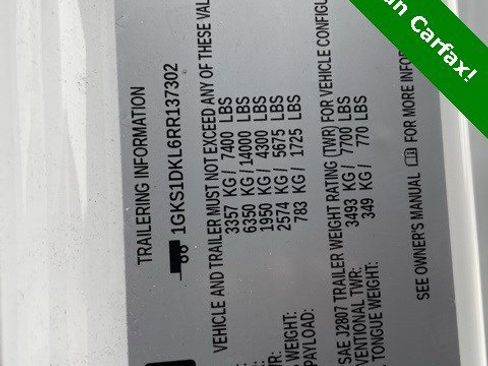 an Carfax!
TRAILERING INFORMATION
1GKS1DKL6RR137302
VEHICLE AND TRAILER MUST NOT EXCEED ANY OF THESE
3357 KG / 7400 LBS
6350 KG / 14000 LBS
1950 KG / 4300 LBS
WR: 2574 KG / 5675 LBS
WEIGHT: 783 KG / 1725 LBS
PAYLOAD:
SAE J2807 TRAILER WEIGHT RATING (TWR) FOR VEHICLE
VENTIONAL TWR: 3493 KG / 7700 LBS
TONGUE WEIGHT: 349 KG / 770 LBS
SEE OWNER'S MANUAL FOR MORE